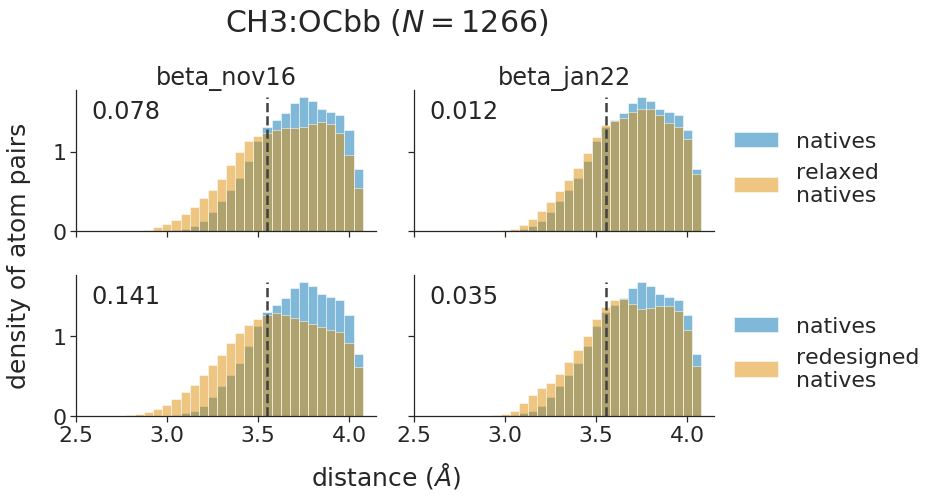 CH3:OCbb (N = 1266)
beta_nov16
beta_jan22
density of atom pairs
0.078
0.012
1
0
natives
relaxed
natives
0.141
0.035
1
0
2.5 3.0 3.5 4.0
2.5 3.0 3.5 4.0
natives
redesigned
natives
distance (Å)